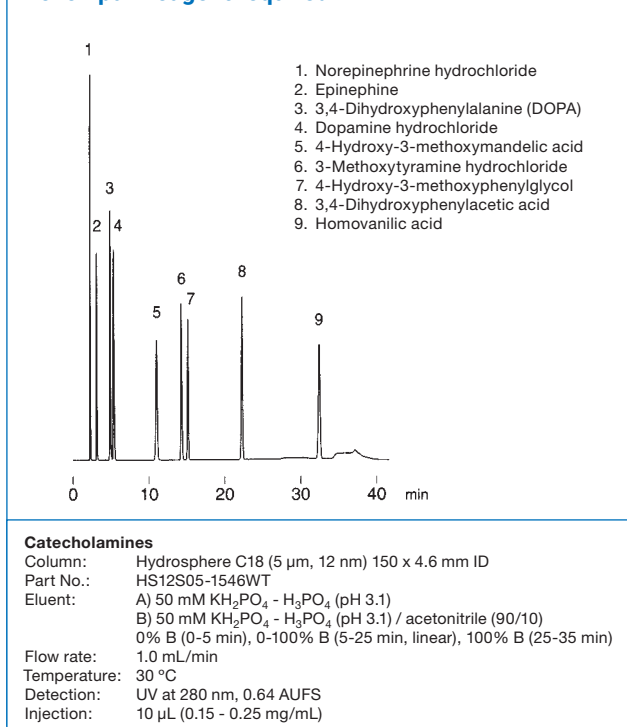 1
2
3
4
5
6
7
8
9
1. Norepinephrine hydrochloride
2. Epinephine
3. 3,4-Dihydroxyphenylalanine (DOPA)
4. Dopamine hydrochloride
5. 4-Hydroxy-3-methoxymandelic acid
6. 3-Methoxytyramine hydrochloride
7. 4-Hydroxy-3-methoxyphenylglycol
8. 3,4-Dihydroxyphenylacetic acid
9. Homovanilic acid
0 10 20 30 40 min
Catecholamines
Column: Hydrosphere C18 (5 µm, 12 nm) 150 x 4.6 mm ID
Part No.: HS12S05-1546WT
Eluent: A) 50 mM KH₂PO₄ - H₃PO₄ (pH 3.1)
B) 50 mM KH₂PO₄ - H₃PO₄ (pH 3.1) / acetonitrile (90/10)
0% B (0-5 min), 0-100% B (5-25 min, linear), 100% B (25-35 min)
Flow rate: 1.0 mL/min
Temperature: 30 ºC
Detection: UV at 280 nm, 0.64 AUFS
Injection: 10 µL (0.15 - 0.25 mg/mL)